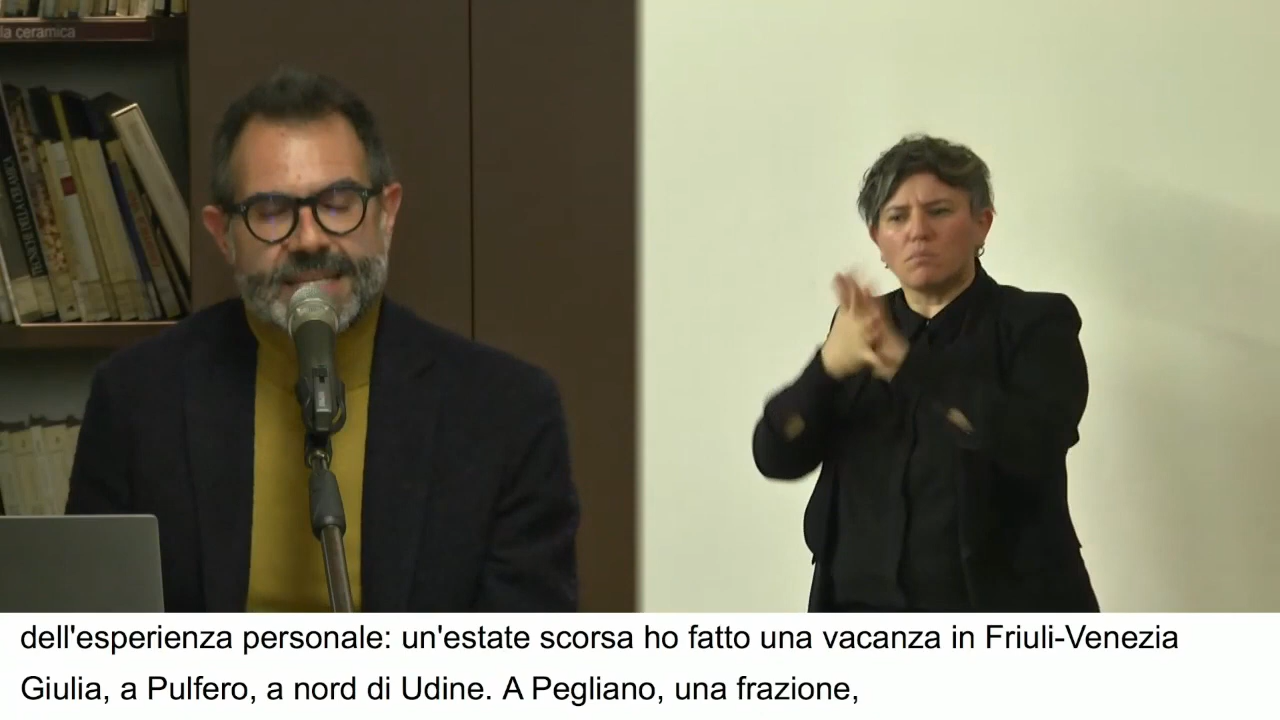 la ceramica
dell'esperienza personale: un'estate scorsa ho fatto una vacanza in Friuli-Venezia
Giulia, a Pulfero, a nord di Udine. A Pegliano, una frazione,